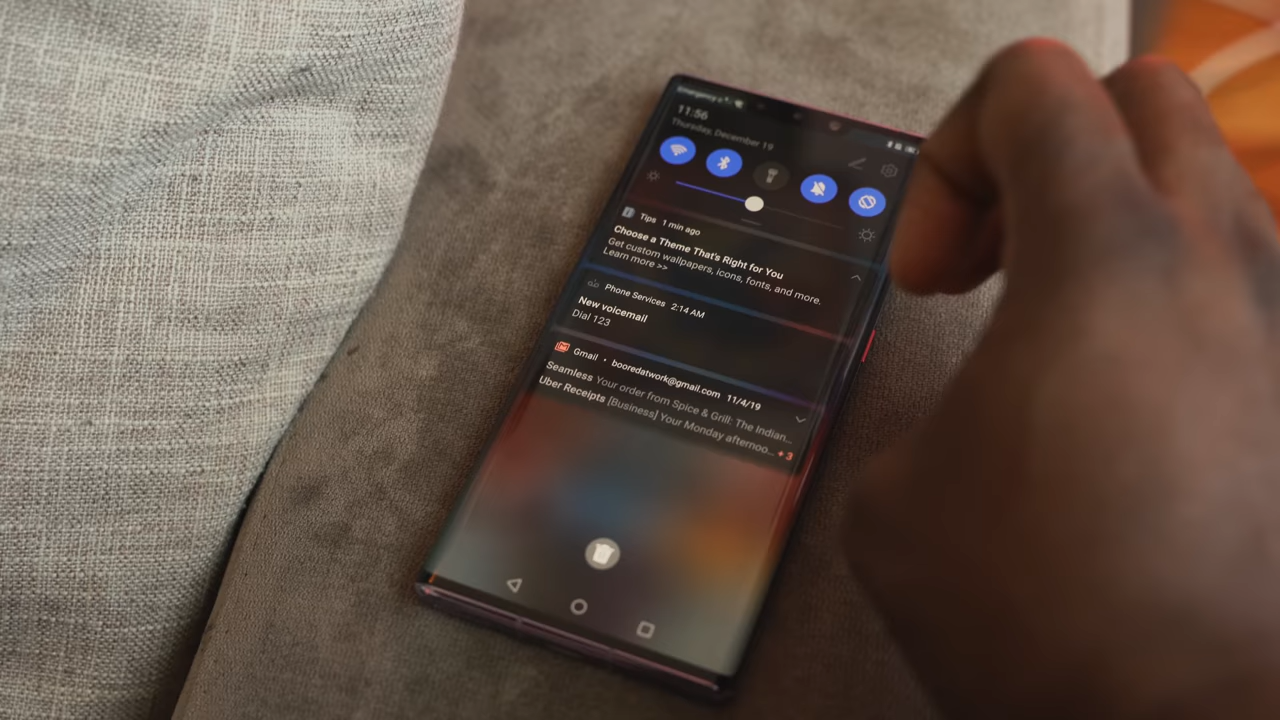 Emergency c
11:56
Thursday, December 19
Tips 1 min ago
Choose a Theme That's Right for You
Get custom wallpapers, icons, fonts, and more.
Learn more >>
Phone Services 2:14 AM
New voicemail
Dial 123
Gmail • booredatwork@gmail.com 11/4/19
Seamless Your order from Spice & Grill: The Indian...
Uber Receipts [Business] Your Monday afternoo... +3